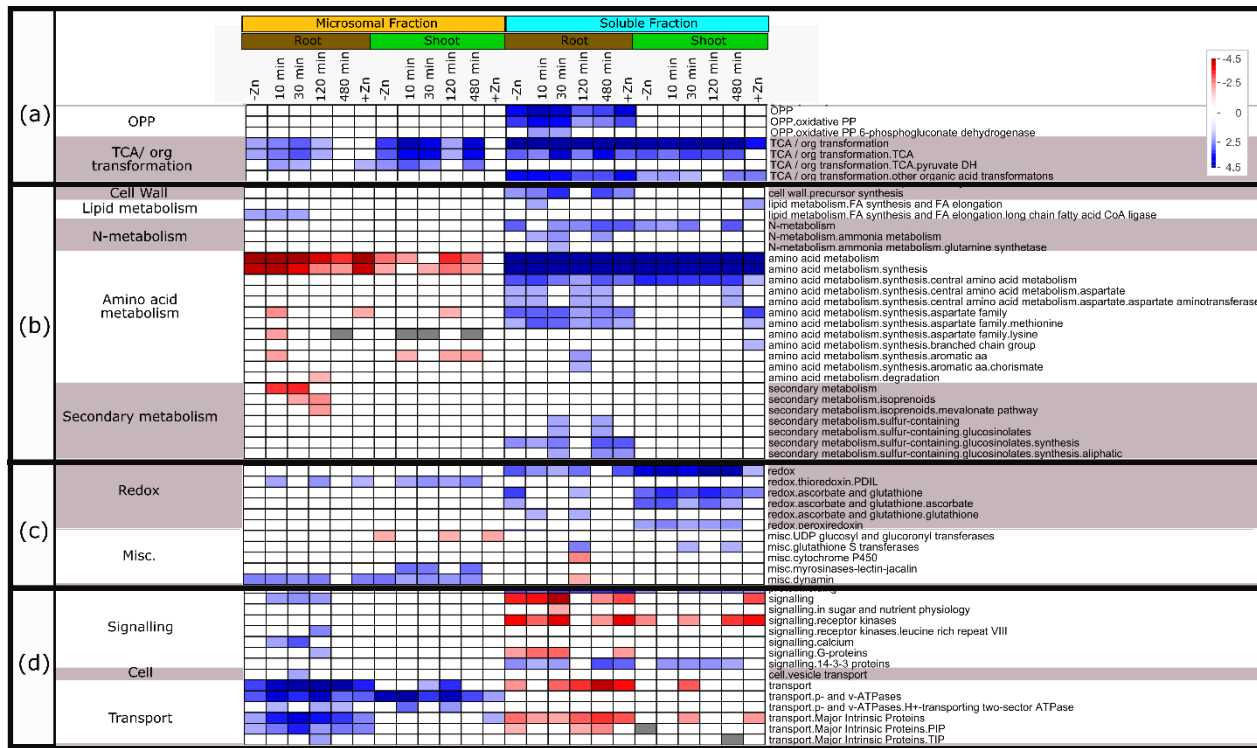 Microsomal Fraction Soluble Fraction
Root Shoot Root Shoot
-Zn 10 min 30 min 120 min 480 min +Zn -Zn 10 min 30 min 120 min 480 min +Zn -Zn 10 min 30 min 120 min 480 min +Zn -Zn 10 min 30 min 120 min 480 min +Zn
-4.5
-2.5
0
2.5
4.5
(a)
OPP
OPP
OPP.oxidative PP
OPP.oxidative PP.6-phosphogluconate dehydrogenase
TCA/ org
transformation
TCA / org transformation
TCA / org transformation.TCA
TCA / org transformation.TCA.pyruvate DH
TCA / org transformation.other organic acid transformatons
(b)
Cell Wall
cell wall.precursor synthesis
Lipid metabolism
lipid metabolism.FA synthesis and FA elongation
lipid metabolism.FA synthesis and FA elongation.long chain fatty acid CoA ligase
N-metabolism
N-metabolism
N-metabolism.ammonia metabolism
N-metabolism.ammonia metabolism.glutamine synthetase
Amino acid
metabolism
amino acid metabolism
amino acid metabolism.synthesis
amino acid metabolism.synthesis.central amino acid metabolism
amino acid metabolism.synthesis.central amino acid metabolism.aspartate
amino acid metabolism.synthesis.central amino acid metabolism.aspartate.aspartate aminotransferase
amino acid metabolism.synthesis.aspartate family
amino acid metabolism.synthesis.aspartate family.methionine
amino acid metabolism.synthesis.aspartate family.lysine
amino acid metabolism.synthesis.branched chain group
amino acid metabolism.synthesis.aromatic aa
amino acid metabolism.synthesis.aromatic aa.chorismate
amino acid metabolism.degradation
Secondary metabolism
secondary metabolism
secondary metabolism.isoprenoids
secondary metabolism.isoprenoids.mevalonate pathway
secondary metabolism.sulfur-containing
secondary metabolism.sulfur-containing.glucosinolates
secondary metabolism.sulfur-containing.glucosinolates.synthesis
secondary metabolism.sulfur-containing.glucosinolates.synthesis.aliphatic
(c)
Redox
redox
redox.thioredoxin.PDIL
redox.ascorbate and glutathione
redox.ascorbate and glutathione.ascorbate
redox.ascorbate and glutathione.glutathione
redox.peroxiredoxin
Misc.
misc.UDP glucosyl and glucoronyl transferases
misc.glutathione S transferases
misc.cytochrome P450
misc.myrosinases-lectin-jacalin
misc.dynamin
(d)
Signalling
signalling
signalling.in sugar and nutrient physiology
signalling.receptor kinases
signalling.receptor kinases.leucine rich repeat VIII
signalling.calcium
signalling.G-proteins
signalling.14-3-3 proteins
Cell
cell.vesicle transport
Transport
transport
transport.p- and v-ATPases
transport.p- and v-ATPases.H+-transporting two-sector ATPase
transport.Major Intrinsic Proteins
transport.Major Intrinsic Proteins.PIP
transport.Major Intrinsic Proteins.TIP